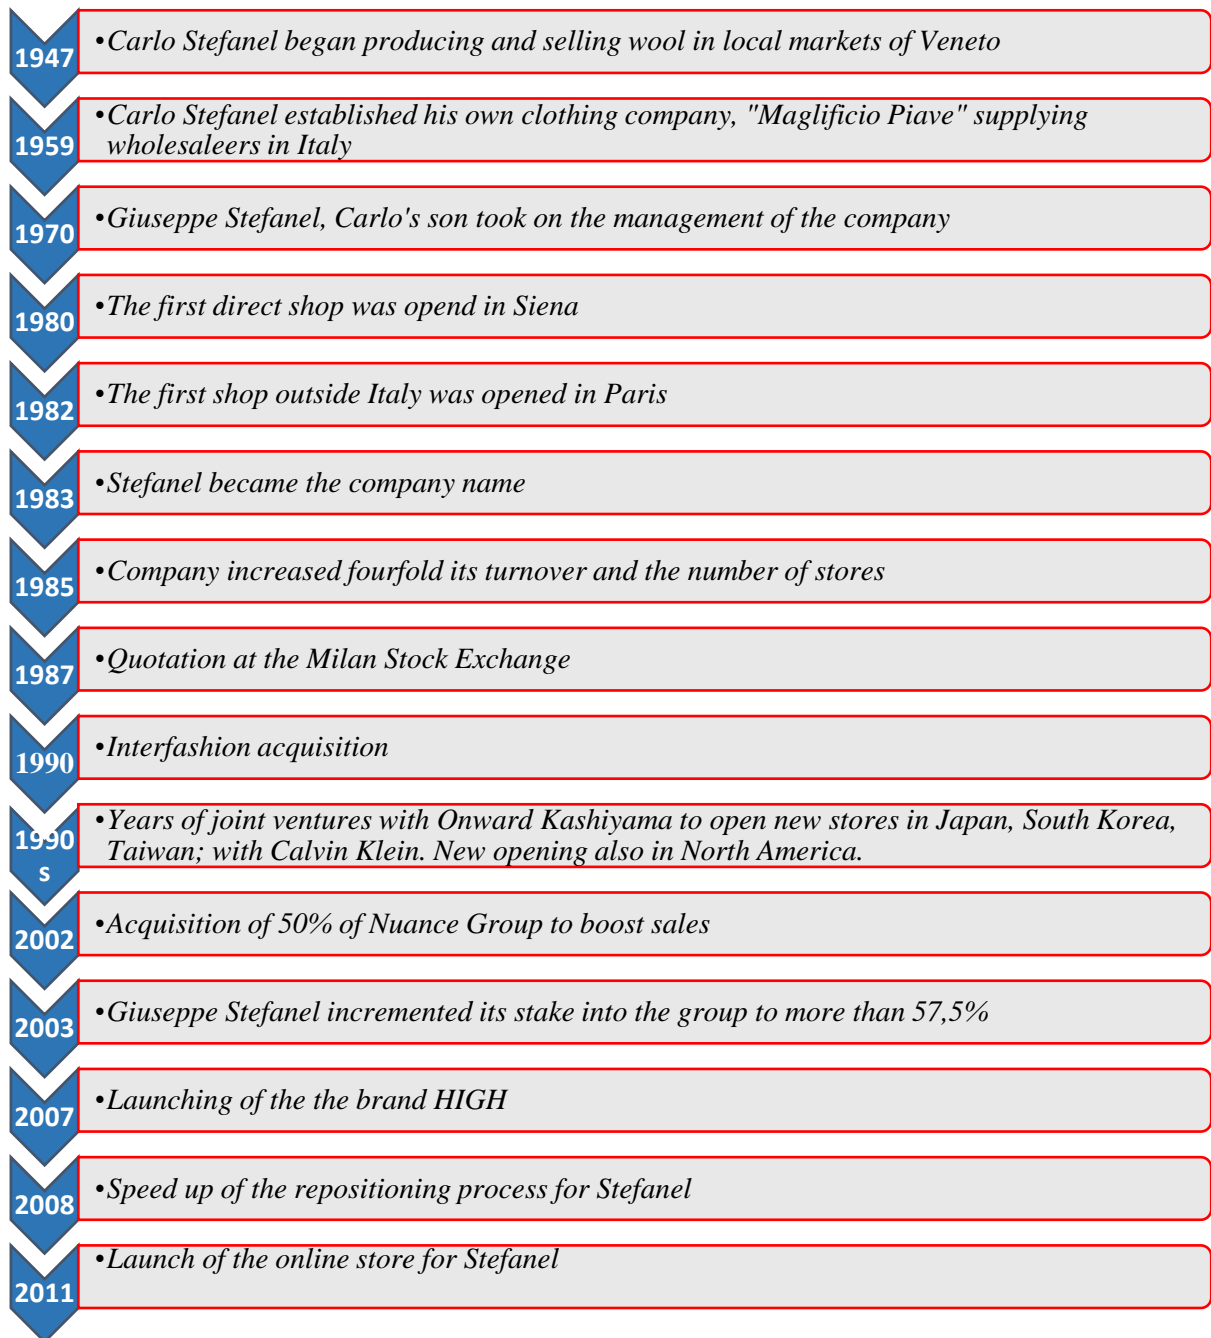 1947
•Carlo Stefanel began producing and selling wool in local markets of Veneto
1959
•Carlo Stefanel established his own clothing company, "Maglificio Piave" supplying
wholesaleers in Italy
1970
•Giuseppe Stefanel, Carlo's son took on the management of the company
1980
•The first direct shop was opend in Siena
1982
•The first shop outside Italy was opened in Paris
1983
•Stefanel became the company name
1985
•Company increased fourfold its turnover and the number of stores
1987
•Quotation at the Milan Stock Exchange
1990
•Interfashion acquisition
1990
s
•Years of joint ventures with Onward Kashiyama to open new stores in Japan, South Korea,
Taiwan; with Calvin Klein. New opening also in North America.
2002
•Acquisition of 50% of Nuance Group to boost sales
2003
•Giuseppe Stefanel incremented its stake into the group to more than 57,5%
2007
•Launching of the the brand HIGH
2008
•Speed up of the repositioning process for Stefanel
2011
•Launch of the online store for Stefanel